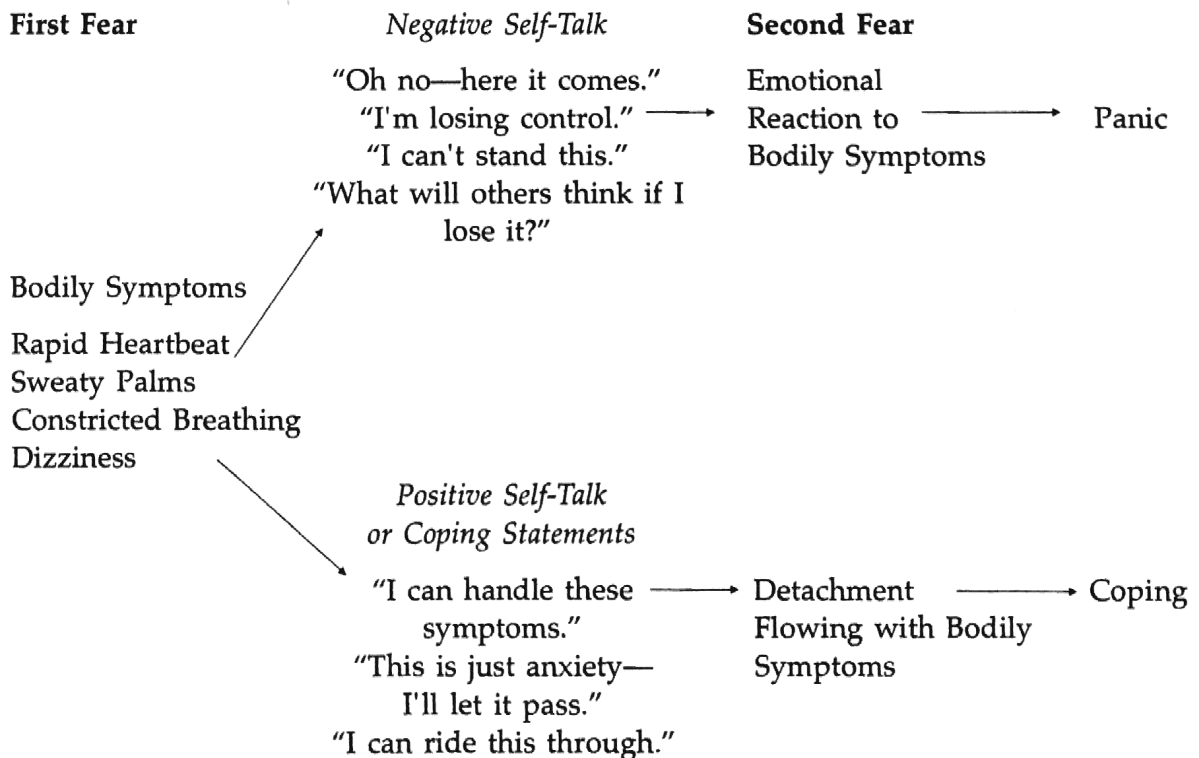 First Fear
Negative Self-Talk
Second Fear
“Oh no—here it comes.”
“I'm losing control.”
“I can't stand this.”
“What will others think if I
lose it?”
Emotional
Reaction to
Bodily Symptoms
Panic
Bodily Symptoms
Rapid Heartbeat
Sweaty Palms
Constricted Breathing
Dizziness
Positive Self-Talk
or Coping Statements
“I can handle these
symptoms.”
“This is just anxiety—
I'll let it pass.”
“I can ride this through.”
Detachment
Flowing with Bodily
Symptoms
Coping